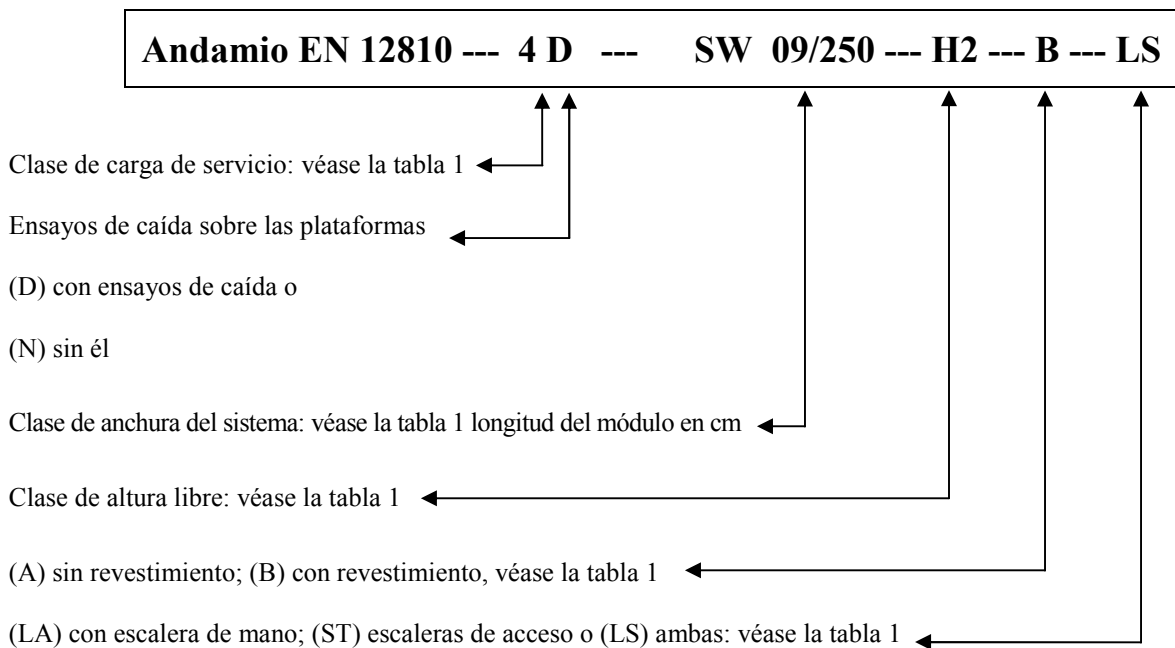 Andamio EN 12810 --- 4 D --- SW 09/250 --- H2 --- B --- LS
Clase de carga de servicio: véase la tabla 1
Ensayos de caída sobre las plataformas
(D) con ensayos de caída o
(N) sin él
Clase de anchura del sistema: véase la tabla 1 longitud del módulo en cm
Clase de altura libre: véase la tabla 1
(A) sin revestimiento; (B) con revestimiento, véase la tabla 1
(LA) con escalera de mano; (ST) escaleras de acceso o (LS) ambas: véase la tabla 1